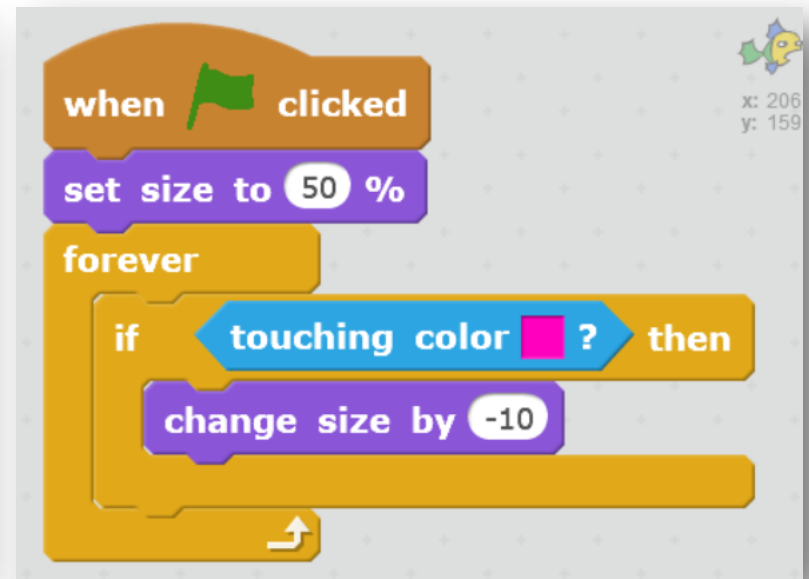 when clicked
x: 206
y: 159
set size to 50 %
forever
if touching color ? then
change size by -10